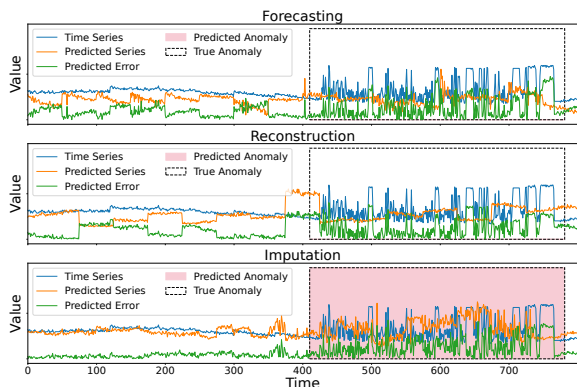 Forecasting
Value
Time Series
Predicted Series
Predicted Error
Predicted Anomaly
True Anomaly
Reconstruction
Value
Time Series
Predicted Series
Predicted Error
Predicted Anomaly
True Anomaly
Imputation
Value
Time Series
Predicted Series
Predicted Error
Predicted Anomaly
True Anomaly
0 100 200 300 400 500 600 700
Time